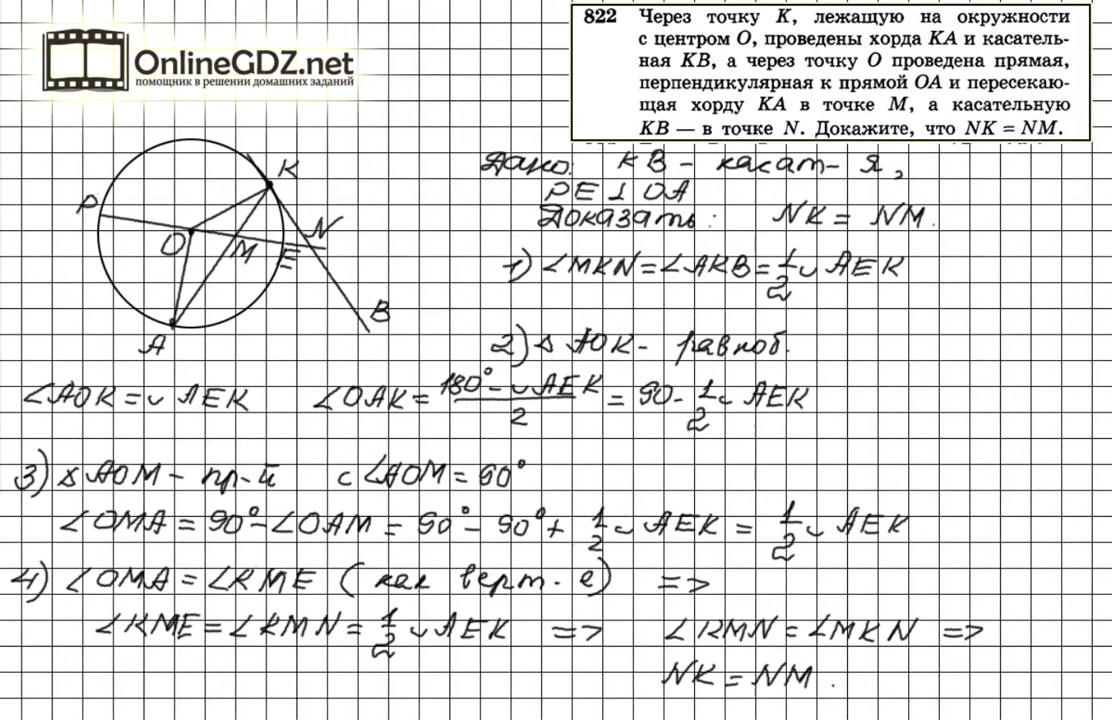 OnlineGDZ.net
помощник в решении домашних заданий
822 Через точку K, лежащую на окружности
с центром O, проведены хорда KA и касатель-
ная KB, а через точку O проведена прямая,
перпендикулярная к прямой OA и пересекаю-
щая хорду KA в точке M, а касательную
KB — в точке N. Докажите, что NK = NM.
K
P
O
M
N
E
B
A
Дано: KB - касат-я,
PE ⊥ OA
Доказать: NK = NM.
1) ∠MKN = ∠AKB = 1/2 ◡ AEK
2) △ AOK - равноб.
∠AOK = ◡ AEK ∠OAK = (180° - ◡ AEK)/2 = 90 - 1/2 ◡ AEK
3) △ AOM - пр-й с ∠AOM = 90°
∠OMA = 90° - ∠OAM = 90° - 90° + 1/2 ◡ AEK = 1/2 ◡ AEK
4) ∠OMA = ∠KME (как верт-е) =>
∠KME = ∠KMN = 1/2 ◡ AEK => ∠KMN = ∠MKN =>
NK = NM.